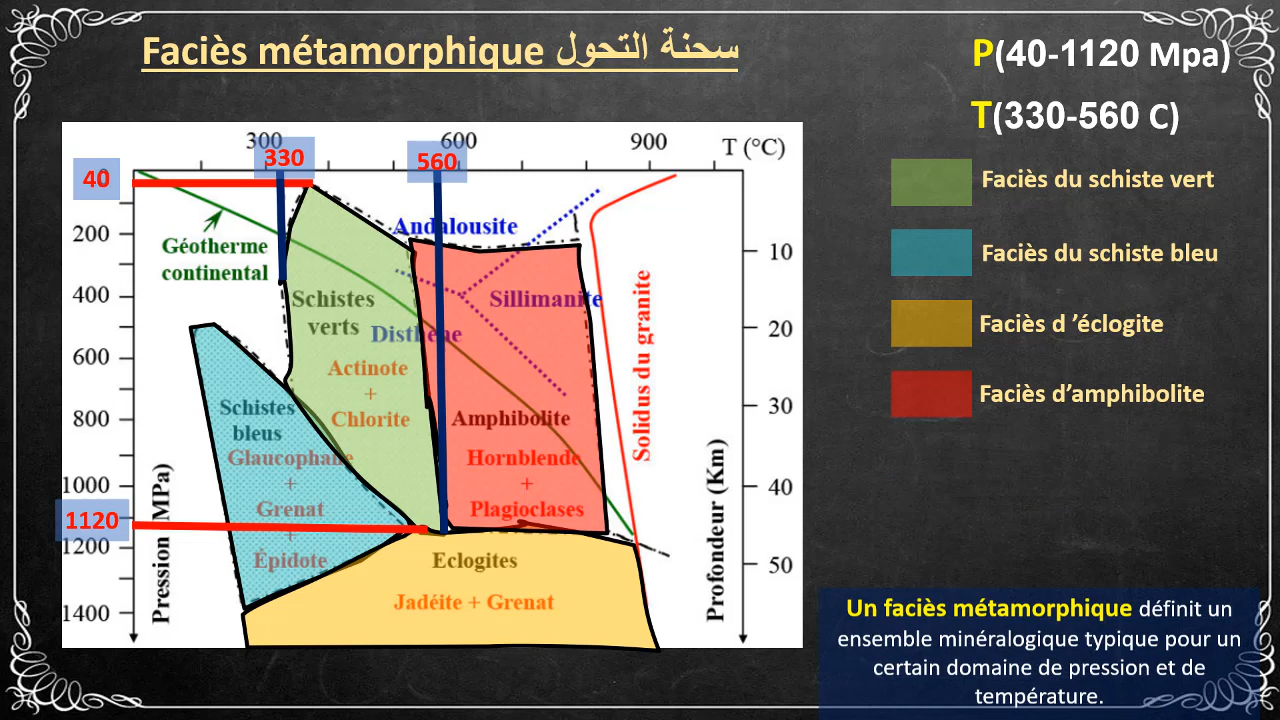 Faciès métamorphique سحنة التحول
P(40-1120 Mpa)
T(330-560 C)
300
600
900
T (°C)
330
560
40
200
400
600
800
1000
1120
1200
1400
Pression (MPa)
10
20
30
40
50
Profondeur (Km)
Géotherme
continental
Andalousite
Sillimanite
Disthène
Solidus du granite
Schistes
verts
Actinote
+
Chlorite
Schistes
bleus
Glaucophane
+
Grenat
+
Épidote
Amphibolite
Hornblende
+
Plagioclases
Eclogites
Jadéite + Grenat
Faciès du schiste vert
Faciès du schiste bleu
Faciès d ’éclogite
Faciès d’amphibolite
Un faciès métamorphique définit un
ensemble minéralogique typique pour un
certain domaine de pression et de
température.